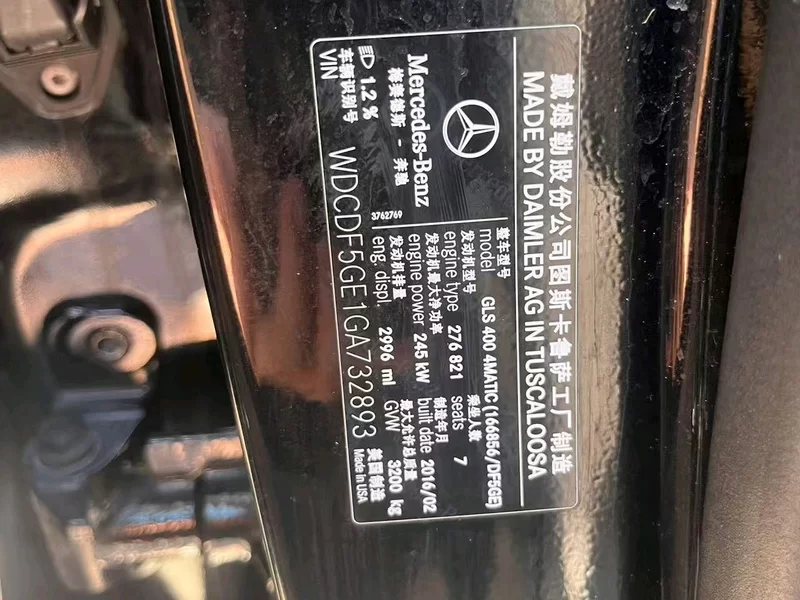 戴姆勒股份公司图斯卡鲁萨工厂制造
MADE BY DAIMLER AG IN TUSCALOOSA
Mercedes-Benz
梅赛德斯 - 奔驰
3762769
整车型号
model GLS 400 4MATIC (166856/DF5GE)
发动机型号 乘坐人数
engine type 276 821 seats 7
发动机最大净功率 制造年月
engine power 245 kW built date 2016/02
发动机排量 最大允许总质量
eng. displ. 2996 ml GVW 3200 kg
1.2 %
美国制造
Made in USA
车辆识别号
VIN WDCDF5GE1GA732893